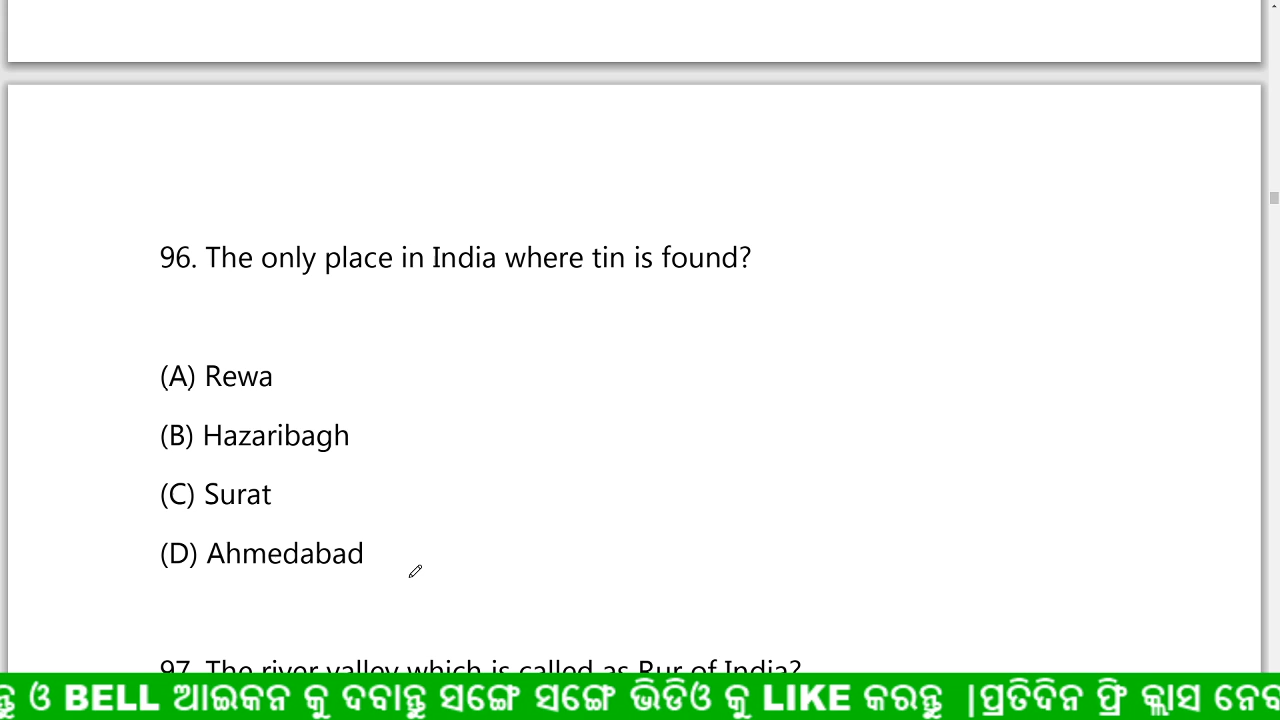 96. The only place in India where tin is found?
(A) Rewa
(B) Hazaribagh
(C) Surat
(D) Ahmedabad
97. The river valley which is called as Rur of India?
ଓ BELL ଆଇକନ କୁ ଦବାନ୍ତୁ ସଙ୍ଗେ ସଙ୍ଗେ ଭିଡିଓ କୁ LIKE କରନ୍ତୁ |ପ୍ରତିଦିନ ଫ୍ରି କ୍ଲାସ